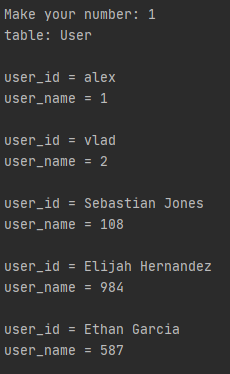 Make your number: 1
table: User
user_id = alex
user_name = 1
user_id = vlad
user_name = 2
user_id = Sebastian Jones
user_name = 108
user_id = Elijah Hernandez
user_name = 984
user_id = Ethan Garcia
user_name = 587